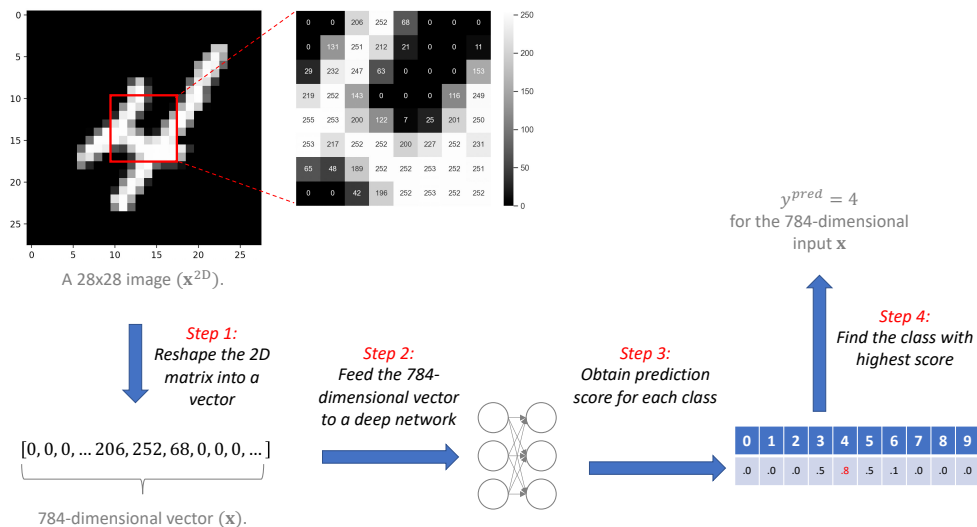 0
5
10
15
20
25
0 5 10 15 20 25
0 0 206 252 68 0 0 0
0 131 251 212 21 0 0 11
29 232 247 63 0 0 0 153
219 252 143 0 0 0 116 249
255 253 200 122 7 25 201 250
253 217 252 252 200 227 252 231
65 48 189 252 252 253 252 251
0 0 42 196 252 253 252 252
250
200
150
100
50
0
A 28x28 image (𝐱²ᴰ).
Step 1:
Reshape the 2D
matrix into a
vector
[0, 0, 0, … 206, 252, 68, 0, 0, 0, … ]
784-dimensional vector (𝐱).
Step 2:
Feed the 784-
dimensional vector
to a deep network
Step 3:
Obtain prediction
score for each class
0 1 2 3 4 5 6 7 8 9
.0 .0 .0 .5 .8 .5 .1 .0 .0 .0
Step 4:
Find the class with
highest score
y^pred = 4
for the 784-dimensional
input 𝐱